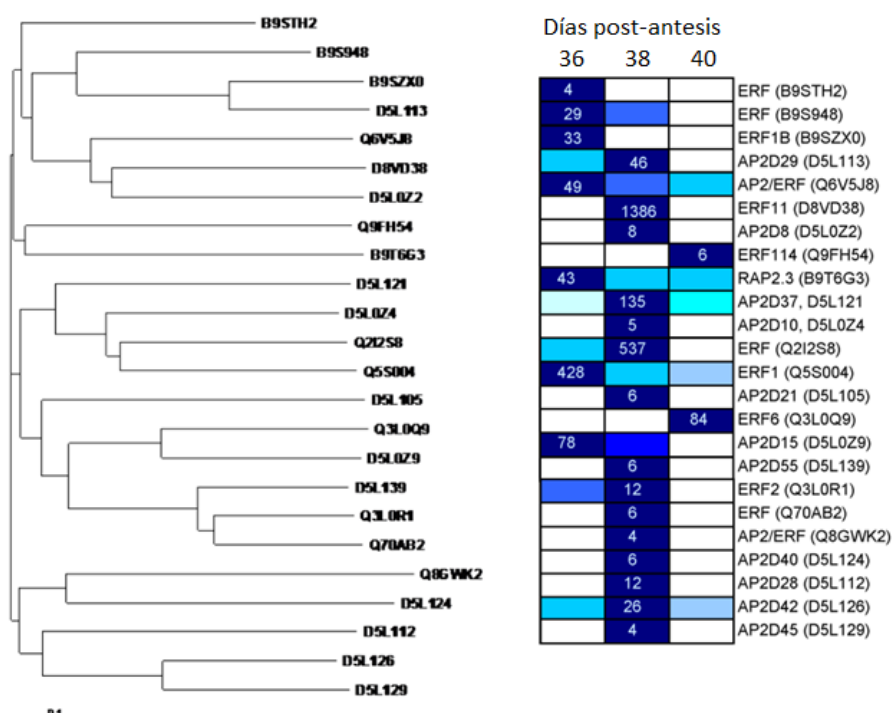 B9STH2
B9S948
B9SZX0
D5L113
Q6V5J8
D8VD38
D5L0Z2
Q9FH54
B9T6G3
D5L121
D5L0Z4
Q2I2S8
Q5S004
D5L105
Q3L0Q9
D5L0Z9
D5L139
Q3L0R1
Q70AB2
Q8GWK2
D5L124
D5L112
D5L126
D5L129
Días post-antesis
36 38 40
4 ERF (B9STH2)
29 ERF (B9S948)
33 ERF1B (B9SZX0)
46 AP2D29 (D5L113)
49 AP2/ERF (Q6V5J8)
1386 ERF11 (D8VD38)
8 AP2D8 (D5L0Z2)
6 ERF114 (Q9FH54)
43 RAP2.3 (B9T6G3)
135 AP2D37, D5L121
5 AP2D10, D5L0Z4
537 ERF (Q2I2S8)
428 ERF1 (Q5S004)
6 AP2D21 (D5L105)
84 ERF6 (Q3L0Q9)
78 AP2D15 (D5L0Z9)
6 AP2D55 (D5L139)
12 ERF2 (Q3L0R1)
6 ERF (Q70AB2)
4 AP2/ERF (Q8GWK2)
6 AP2D40 (D5L124)
12 AP2D28 (D5L112)
26 AP2D42 (D5L126)
4 AP2D45 (D5L129)